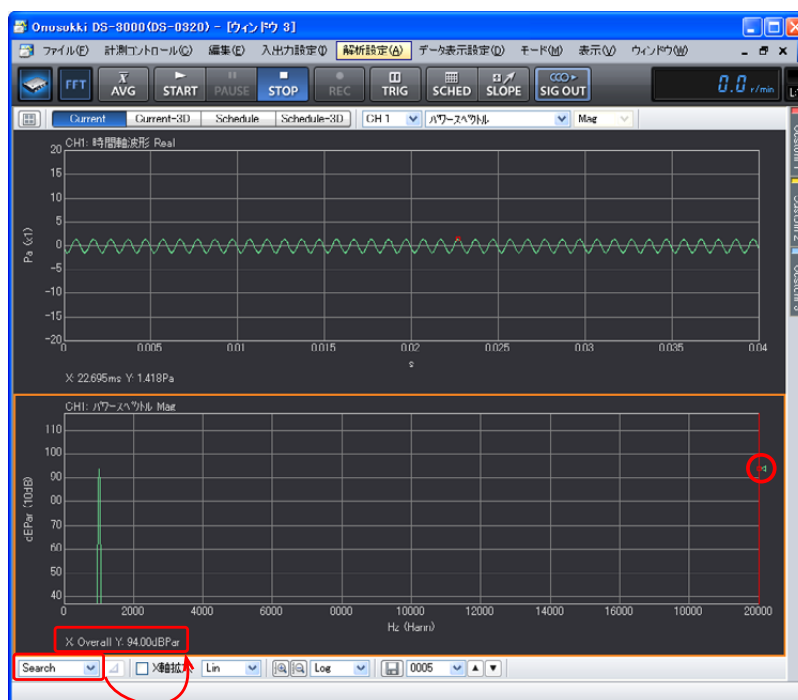 Onusukki DS-3000(DS-0320) - [ウィンドウ 3]
ファイル(F) 計測コントロール(C) 編集(E) 入出力設定(I) 解析設定(A) データ表示設定(D) モード(M) 表示(V) ウィンドウ(W)
FFT X AVG START PAUSE STOP REC TRIG SCHED SLOPE SIG OUT 0.0 r/min
Current Current-3D Schedule Schedule-3D CH 1 パワースペクトル Mag
CH1: 時間軸波形 Real
20
15
10
5
0
-5
-10
-15
-20
Pa (x1)
0 0.005 0.01 0.015 0.02 0.025 0.03 0.035 0.04
s
X: 22.695ms Y: 1.418Pa
CH1: パワースペクトル Mag
110
100
90
00
70
60
50
40
dEPar (10dB)
0 2000 4000 6000 0000 10000 12000 14000 16000 10000 20000
Hz (Hann)
X: Overall Y: 94.00dBPar
Search X軸拡大 Lin Log 0005